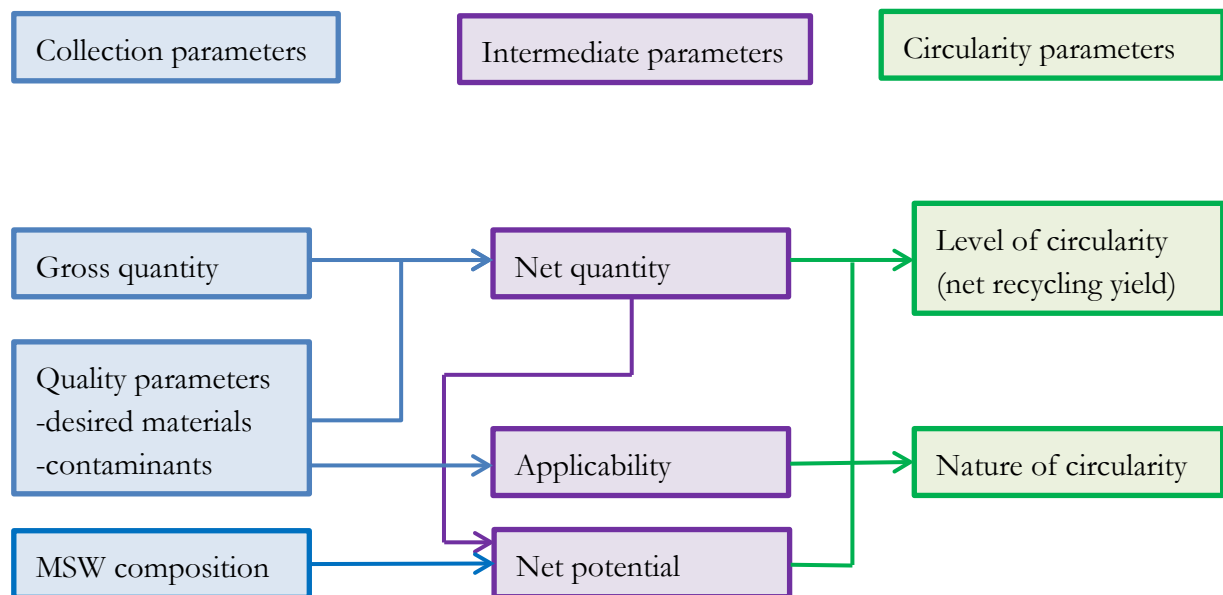 Collection parameters
Intermediate parameters
Circularity parameters
Gross quantity
Net quantity
Level of circularity
(net recycling yield)
Quality parameters
-desired materials
-contaminants
Applicability
Nature of circularity
MSW composition
Net potential